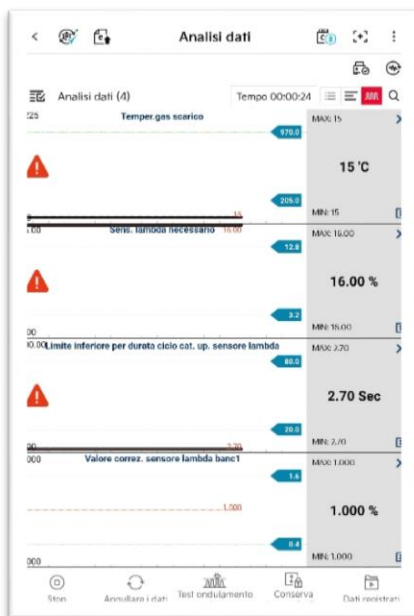 Analisi dati
Analisi dati (4)
Tempo 00:00:24
Temper.gas scarico
970.0
205.0
15
MAX: 15
15 'C
MIN: 15
Sens. lambda necessario
16.00
12.8
3.2
MAX: 16.00
16.00 %
MIN: 16.00
Limite inferiore per durata ciclo cat. up. sensore lambda
80.0
20.0
2.70
MAX: 2.70
2.70 Sec
MIN: 2.70
Valore correz. sensore lambda banc1
1.6
1.000
0.4
MAX: 1.000
1.000 %
MIN: 1.000
Stop
Annullare i dati
Test ondulamento
Conserva
Dati registrati